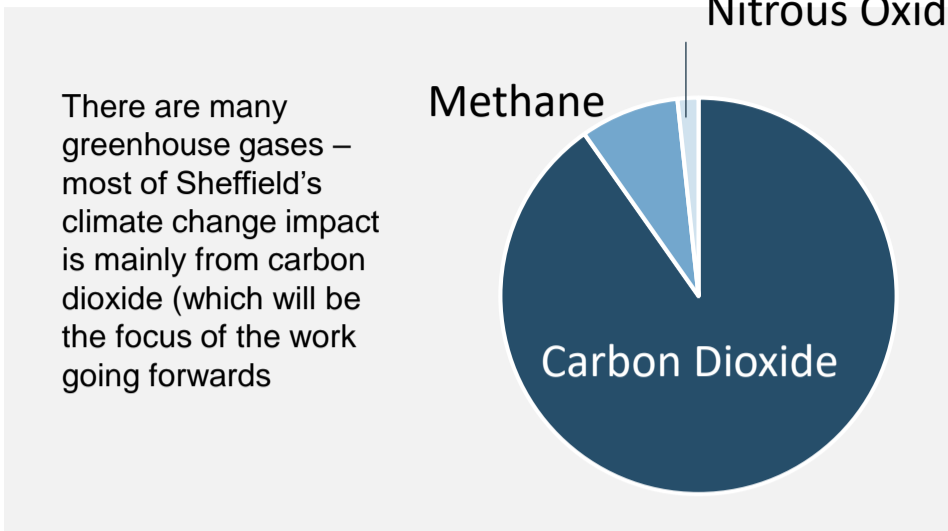 There are many
greenhouse gases –
most of Sheffield’s
climate change impact
is mainly from carbon
dioxide (which will be
the focus of the work
going forwards
Nitrous Oxid
Methane
Carbon Dioxide